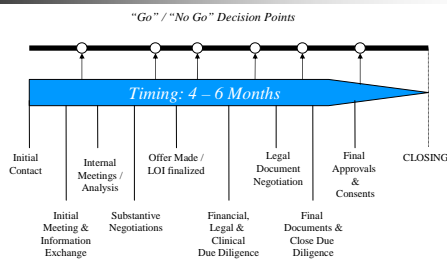 “Go” / “No Go” Decision Points
Timing: 4 – 6 Months
Initial
Contact
Internal
Meetings /
Analysis
Offer Made /
LOI finalized
Legal
Document
Negotiation
Final
Approvals
&
Consents
CLOSING
Initial
Meeting &
Information
Exchange
Substantive
Negotiations
Financial,
Legal &
Clinical
Due Diligence
Final
Documents &
Close Due
Diligence